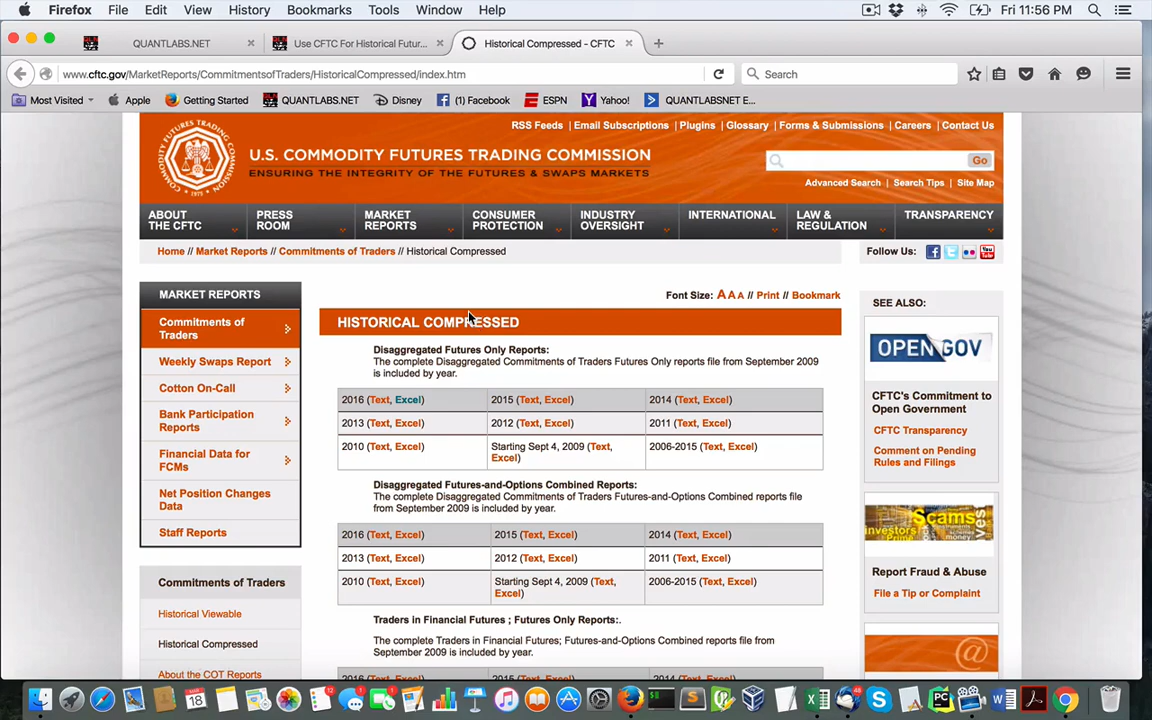 Firefox File Edit View History Bookmarks Tools Window Help Fri 11:56 PM
QUANTLABS.NET × Use CFTC For Historical Futur... × Historical Compressed - CFTC × +
www.cftc.gov/MarketReports/CommitmentsofTraders/HistoricalCompressed/index.htm Search
Most Visited Apple Getting Started QUANTLABS.NET Disney (1) Facebook ESPN Yahoo! QUANTLABSNET E...
RSS Feeds | Email Subscriptions | Plugins | Glossary | Forms & Submissions | Careers | Contact Us
U.S. COMMODITY FUTURES TRADING COMMISSION
ENSURING THE INTEGRITY OF THE FUTURES & SWAPS MARKETS
Go
Advanced Search | Search Tips | Site Map
ABOUT THE CFTC
PRESS ROOM
MARKET REPORTS
CONSUMER PROTECTION
INDUSTRY OVERSIGHT
INTERNATIONAL
LAW & REGULATION
TRANSPARENCY
Home // Market Reports // Commitments of Traders // Historical Compressed
Follow Us:
You Tube
MARKET REPORTS
Commitments of
Traders
Weekly Swaps Report
Cotton On-Call
Bank Participation
Reports
Financial Data for
FCMs
Net Position Changes
Data
Staff Reports
Commitments of Traders
Historical Viewable
Historical Compressed
About the COT Reports
Font Size: A A A // Print // Bookmark
HISTORICAL COMPRESSED
Disaggregated Futures Only Reports:
The complete Disaggregated Commitments of Traders Futures Only reports file from September 2009
is included by year.
2016 (Text, Excel) 2015 (Text, Excel) 2014 (Text, Excel)
2013 (Text, Excel) 2012 (Text, Excel) 2011 (Text, Excel)
2010 (Text, Excel) Starting Sept 4, 2009 (Text, 2006-2015 (Text, Excel)
Excel)
Disaggregated Futures-and-Options Combined Reports:
The complete Disaggregated Commitments of Traders Futures-and-Options Combined reports file
from September 2009 is included by year.
2016 (Text, Excel) 2015 (Text, Excel) 2014 (Text, Excel)
2013 (Text, Excel) 2012 (Text, Excel) 2011 (Text, Excel)
2010 (Text, Excel) Starting Sept 4, 2009 (Text, 2006-2015 (Text, Excel)
Excel)
Traders in Financial Futures ; Futures Only Reports:.
The complete Traders in Financial Futures; Futures-and-Options Combined reports file from
September 2009 is included by year.
2016 (Text, Excel) 2015 (Text, Excel) 2014 (Text, Excel)
SEE ALSO:
OPEN GOV
CFTC's Commitment to
Open Government
CFTC Transparency
Comment on Pending
Rules and Filings
Scams
Report Fraud & Abuse
File a Tip or Complaint
@